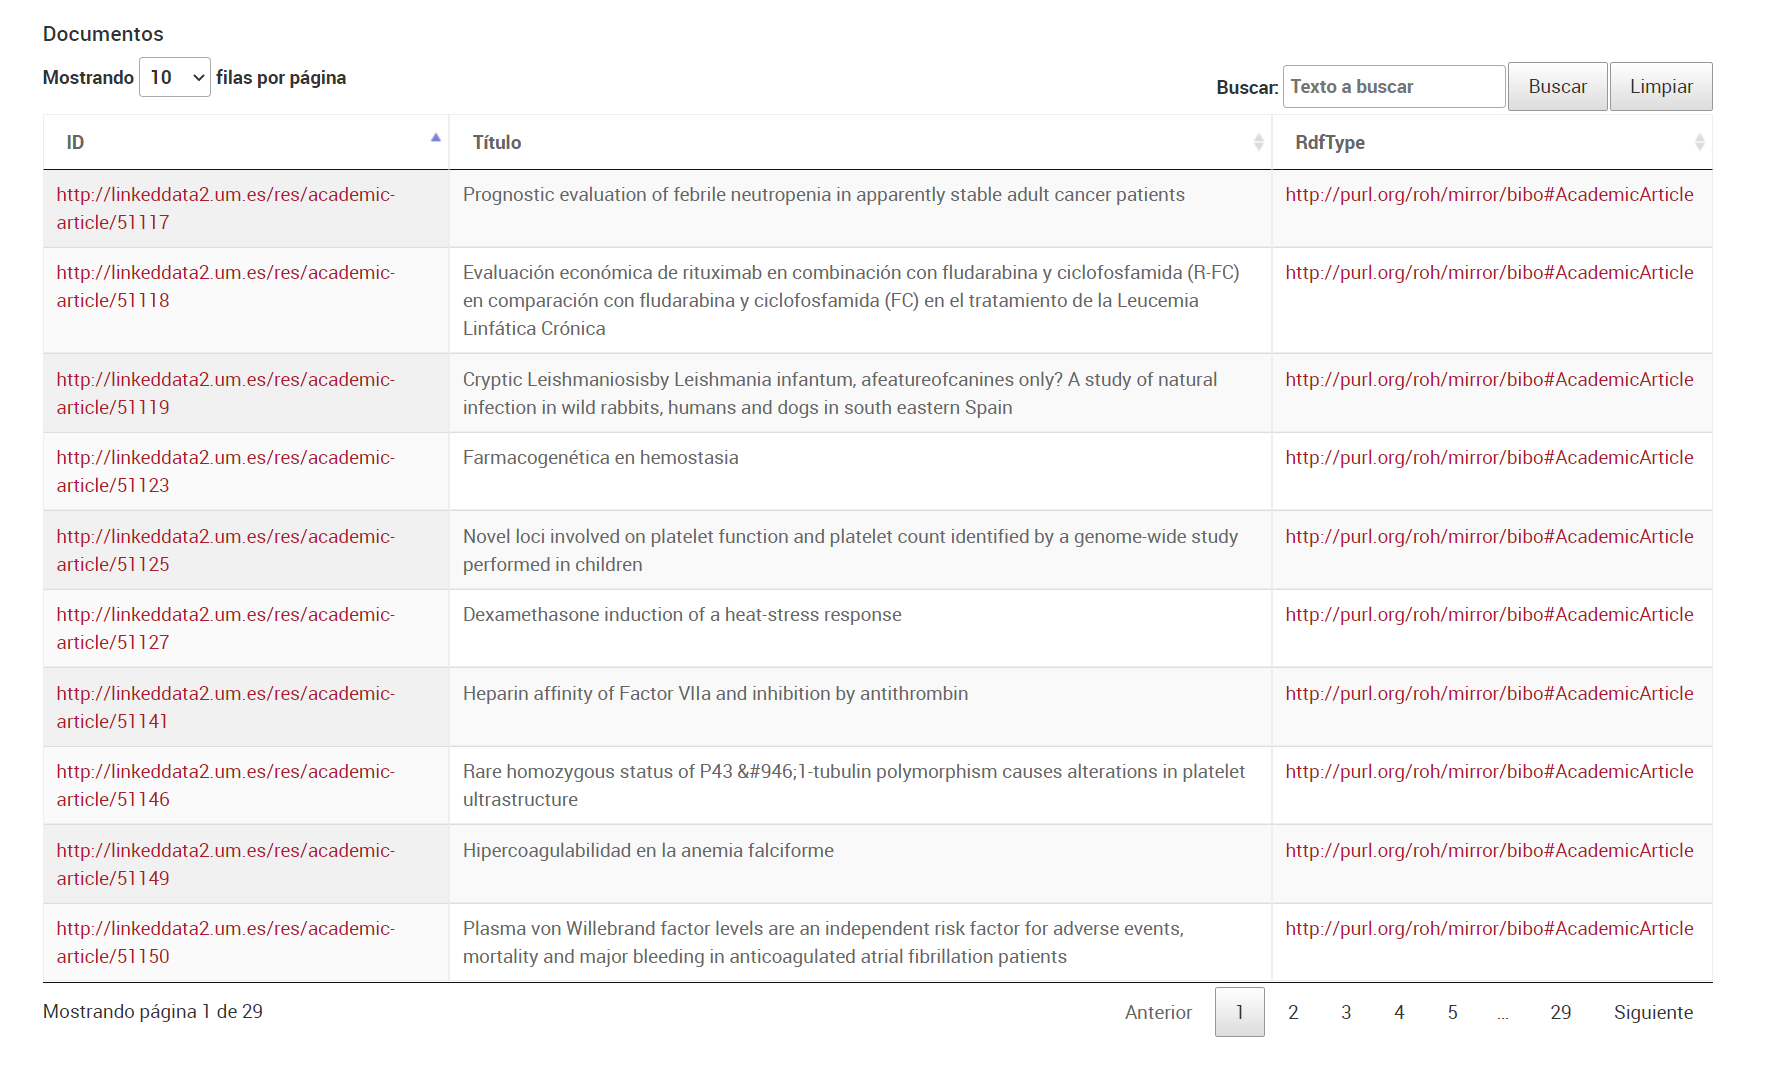 Documentos
Mostrando 10 filas por página
Buscar: Texto a buscar Buscar Limpiar
ID Título RdfType
http://linkeddata2.um.es/res/academic-
article/51117
Prognostic evaluation of febrile neutropenia in apparently stable adult cancer patients
http://purl.org/roh/mirror/bibo#AcademicArticle
http://linkeddata2.um.es/res/academic-
article/51118
Evaluación económica de rituximab en combinación con fludarabina y ciclofosfamida (R-FC)
en comparación con fludarabina y ciclofosfamida (FC) en el tratamiento de la Leucemia
Linfática Crónica
http://purl.org/roh/mirror/bibo#AcademicArticle
http://linkeddata2.um.es/res/academic-
article/51119
Cryptic Leishmaniosisby Leishmania infantum, afeatureofcanines only? A study of natural
infection in wild rabbits, humans and dogs in south eastern Spain
http://purl.org/roh/mirror/bibo#AcademicArticle
http://linkeddata2.um.es/res/academic-
article/51123
Farmacogenética en hemostasia
http://purl.org/roh/mirror/bibo#AcademicArticle
http://linkeddata2.um.es/res/academic-
article/51125
Novel loci involved on platelet function and platelet count identified by a genome-wide study
performed in children
http://purl.org/roh/mirror/bibo#AcademicArticle
http://linkeddata2.um.es/res/academic-
article/51127
Dexamethasone induction of a heat-stress response
http://purl.org/roh/mirror/bibo#AcademicArticle
http://linkeddata2.um.es/res/academic-
article/51141
Heparin affinity of Factor VIIa and inhibition by antithrombin
http://purl.org/roh/mirror/bibo#AcademicArticle
http://linkeddata2.um.es/res/academic-
article/51146
Rare homozygous status of P43 &#946;1-tubulin polymorphism causes alterations in platelet
ultrastructure
http://purl.org/roh/mirror/bibo#AcademicArticle
http://linkeddata2.um.es/res/academic-
article/51149
Hipercoagulabilidad en la anemia falciforme
http://purl.org/roh/mirror/bibo#AcademicArticle
http://linkeddata2.um.es/res/academic-
article/51150
Plasma von Willebrand factor levels are an independent risk factor for adverse events,
mortality and major bleeding in anticoagulated atrial fibrillation patients
http://purl.org/roh/mirror/bibo#AcademicArticle
Mostrando página 1 de 29
Anterior 1 2 3 4 5 ... 29 Siguiente